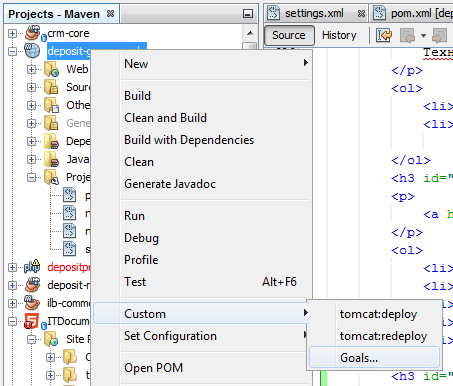 Projects - Maven
settings.xml
pom.xml [dep
Source
History
crm-core
deposit-g
Web
Sour
Othe
Gene
Depe
Java
Proje
p
n
n
s
depositpr
deposit-r
ilb-commo
ITDocum
Site R
New
Build
Clean and Build
Build with Dependencies
Clean
Generate Javadoc
Run
Debug
Profile
Test Alt+F6
Custom
Set Configuration
Open POM
tomcat:deploy
tomcat:redeploy
Goals...
Техн
</p>
<ol>
<li>
<li>
</ol>
<h3 id="
<p>
<a h
</p>
<ol>
<li>
<li>
<li>
<li>
</ol>
<h3 id="